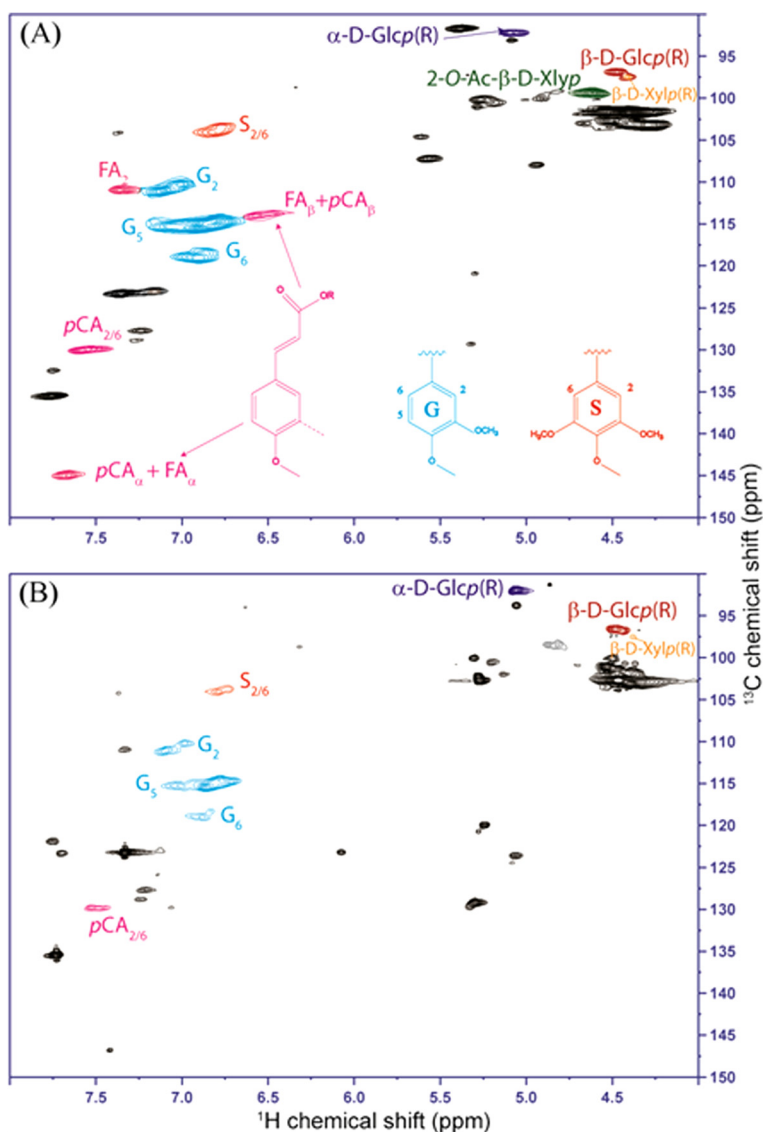 (A)
α-D-Glcp(R)
β-D-Glcp(R)
2-O-Ac-β-D-Xlyp
β-D-Xylp(R)
S2/6
FA2
G2
G5
FAβ+pCAβ
G6
pCA2/6
O
OR
O
6
2
G
5
OCH3
O
6
2
S
H3CO
OCH3
O
pCAα + FAα
95
100
105
110
115
120
125
130
135
140
145
150
7.5 7.0 6.5 6.0 5.5 5.0 4.5
(B)
α-D-Glcp(R)
β-D-Glcp(R)
β-D-Xylp(R)
S2/6
G2
G5
G6
pCA2/6
95
100
105
110
115
120
125
130
135
140
145
150
7.5 7.0 6.5 6.0 5.5 5.0 4.5
13C chemical shift (ppm)
1H chemical shift (ppm)